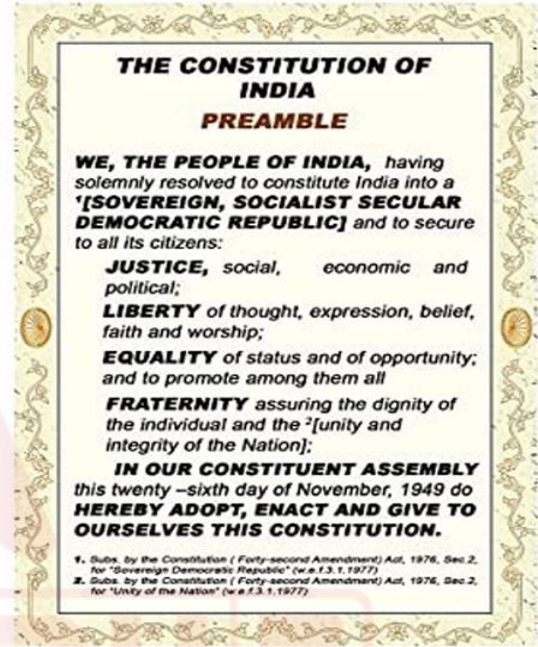 THE CONSTITUTION OF
INDIA
PREAMBLE
WE, THE PEOPLE OF INDIA, having
solemnly resolved to constitute India into a
¹[SOVEREIGN, SOCIALIST SECULAR
DEMOCRATIC REPUBLIC] and to secure
to all its citizens:
JUSTICE, social, economic and
political;
LIBERTY of thought, expression, belief,
faith and worship;
EQUALITY of status and of opportunity;
and to promote among them all
FRATERNITY assuring the dignity of
the individual and the ²[unity and
integrity of the Nation];
IN OUR CONSTITUENT ASSEMBLY
this twenty –sixth day of November, 1949 do
HEREBY ADOPT, ENACT AND GIVE TO
OURSELVES THIS CONSTITUTION.
1. Subs. by the Constitution ( Forty-second Amendment) Act, 1976, Sec.2,
for "Sovereign Democratic Republic" (w.e.f.3.1.1977)
2. Subs. by the Constitution ( Forty-second Amendment) Act, 1976, Sec.2,
for "Unity of the Nation" (w.e.f.3.1.1977)